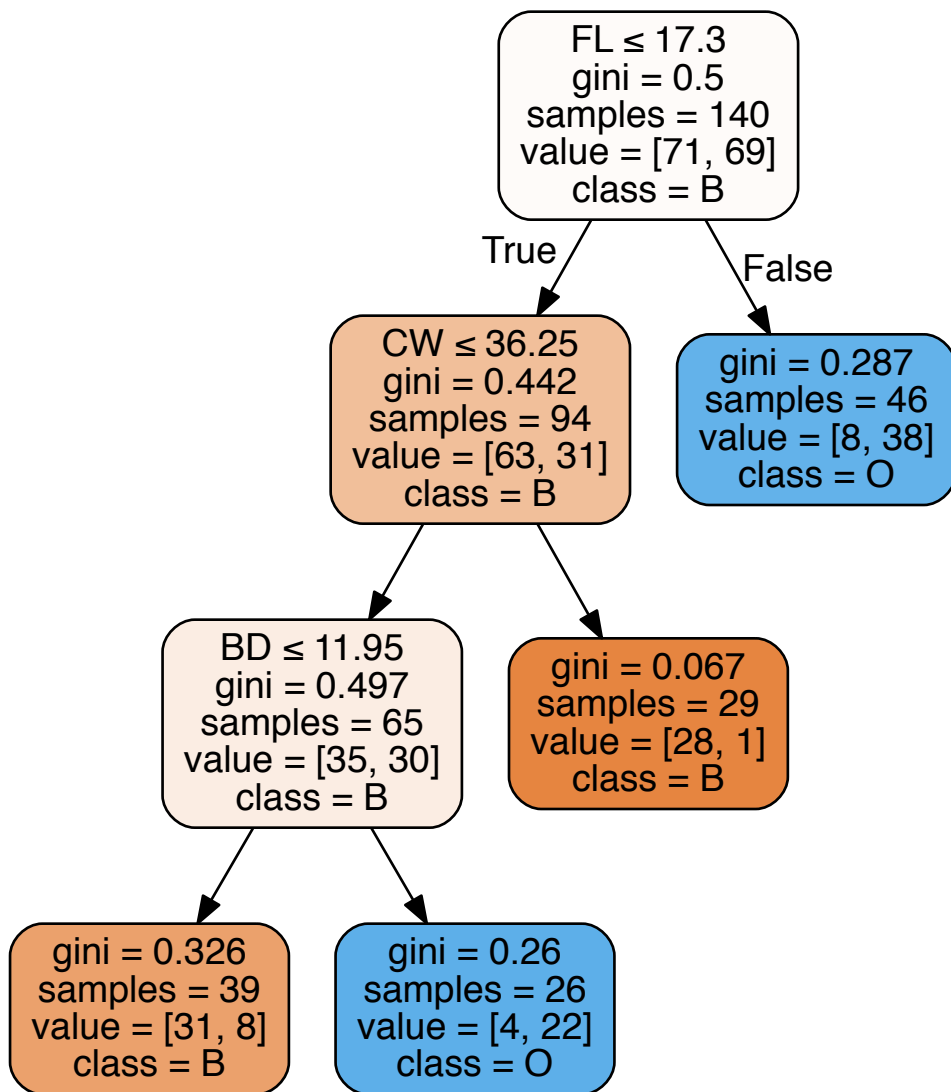 FL ≤ 17.3
gini = 0.5
samples = 140
value = [71, 69]
class = B
True
False
CW ≤ 36.25
gini = 0.442
samples = 94
value = [63, 31]
class = B
gini = 0.287
samples = 46
value = [8, 38]
class = O
BD ≤ 11.95
gini = 0.497
samples = 65
value = [35, 30]
class = B
gini = 0.067
samples = 29
value = [28, 1]
class = B
gini = 0.326
samples = 39
value = [31, 8]
class = B
gini = 0.26
samples = 26
value = [4, 22]
class = O